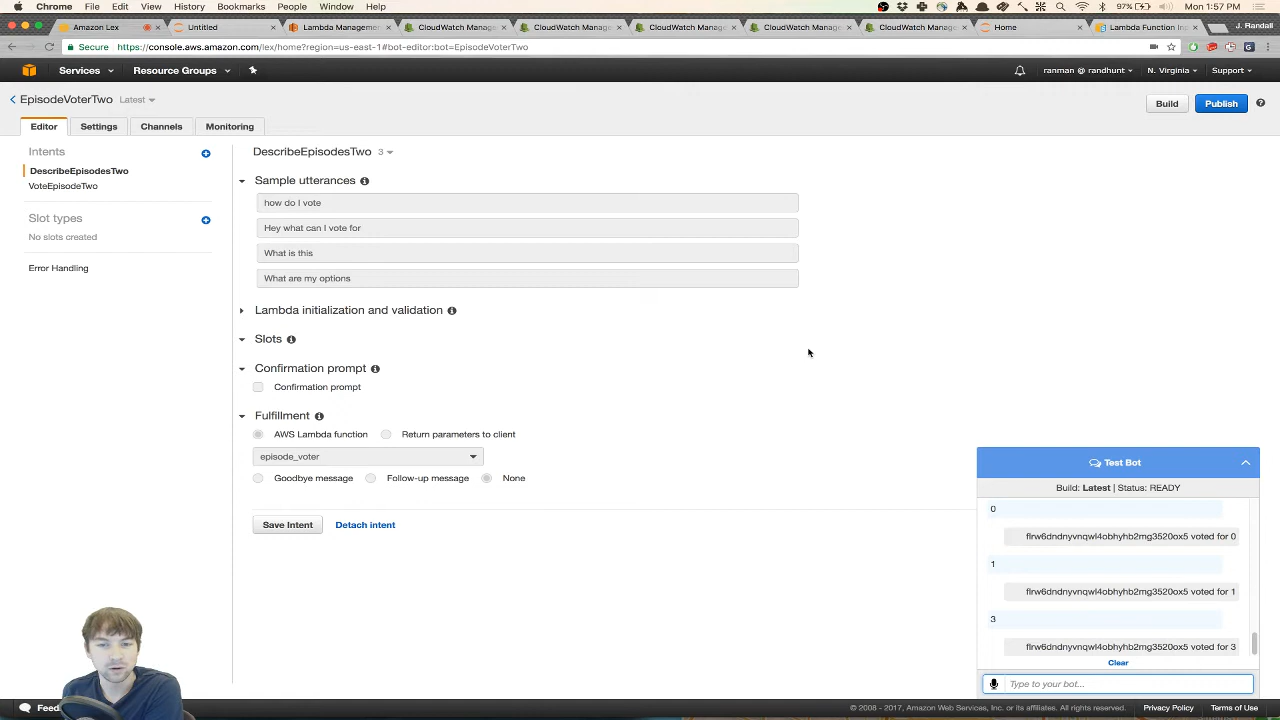 Chrome File Edit View History Bookmarks People Window Help 97% Mon 1:57 PM
Amazon Lex Untitled Lambda Manageme CloudWatch Manage CloudWatch Manag CloudWatch Manage CloudWatch Manag CloudWatch Manage Home Lambda Function Inp J. Randall
Secure https://console.aws.amazon.com/lex/home?region=us-east-1#bot-editor:bot=EpisodeVoterTwo
Services Resource Groups ranman @ randhunt N. Virginia Support
EpisodeVoterTwo Latest Build Publish
Editor Settings Channels Monitoring
Intents
DescribeEpisodesTwo
VoteEpisodeTwo
Slot types
No slots created
Error Handling
DescribeEpisodesTwo 3
Sample utterances
how do I vote
Hey what can I vote for
What is this
What are my options
Lambda initialization and validation
Slots
Confirmation prompt
Confirmation prompt
Fulfillment
AWS Lambda function Return parameters to client
episode_voter
Goodbye message Follow-up message None
Save Intent Detach intent
Test Bot
Build: Latest | Status: READY
0
flrw6dndnyvnqwl4obhyhb2mg3520ox5 voted for 0
1
flrw6dndnyvnqwl4obhyhb2mg3520ox5 voted for 1
3
flrw6dndnyvnqwl4obhyhb2mg3520ox5 voted for 3
Clear
Type to your bot...
Feed © 2008 - 2017, Amazon Web Services, Inc. or its affiliates. All rights reserved. Privacy Policy Terms of Use